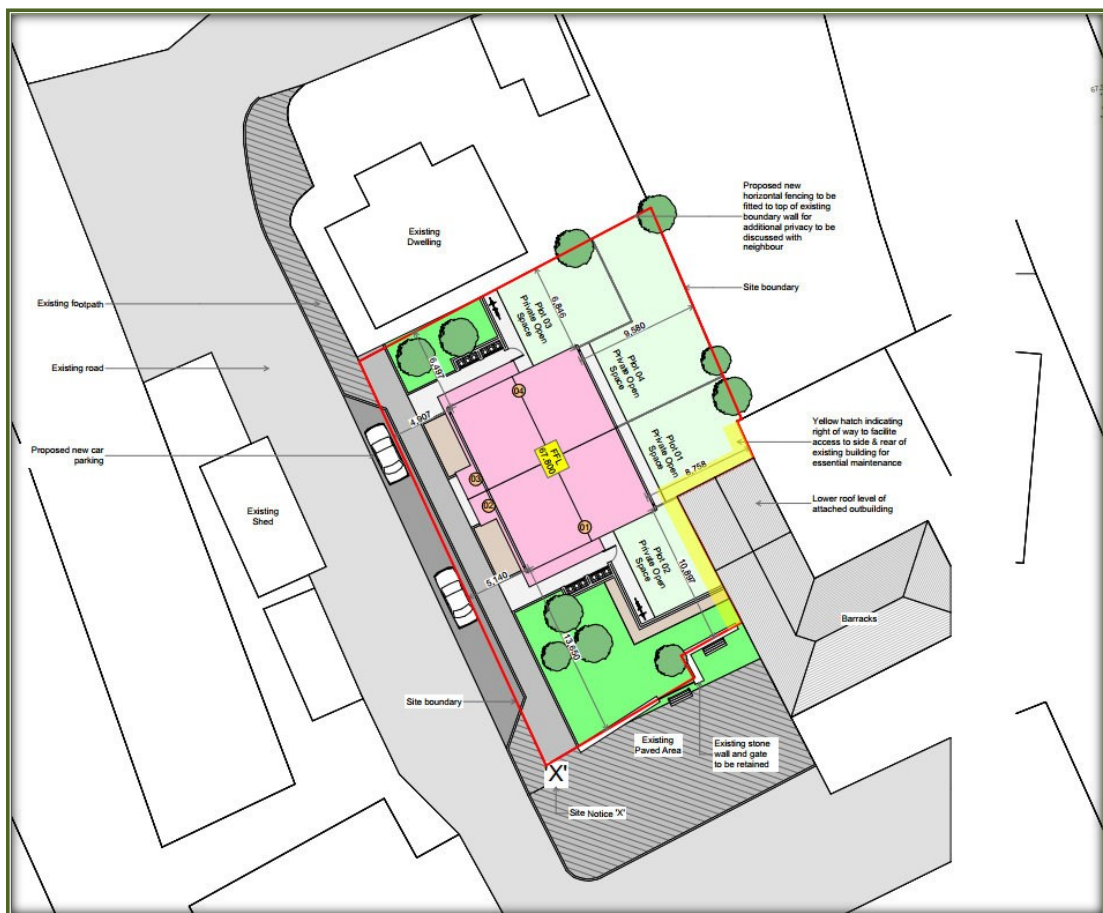 Proposed new
horizontal fencing to be
fitted to top of existing
boundary wall for
additional privacy to be
discussed with
neighbour
Existing
Dwelling
Existing footpath
Site boundary
Plot 03
Private Open
Space
6,846
9,580
6,497
Existing road
Plot 04
Private Open
Space
04
4,907
Yellow hatch indicating
right of way to facilite
access to side & rear of
existing building for
essential maintenance
Plot 01
Private Open
Space
Proposed new car
parking
FFL
67.800
8,758
03
02
Existing
Shed
Lower roof level of
attached outbuilding
01
Plot 02
Private Open
Space
10,897
5,140
Barracks
13,650
Site boundary
Existing
Paved Area
Existing stone
wall and gate
to be retained
'X'
Site Notice 'X'